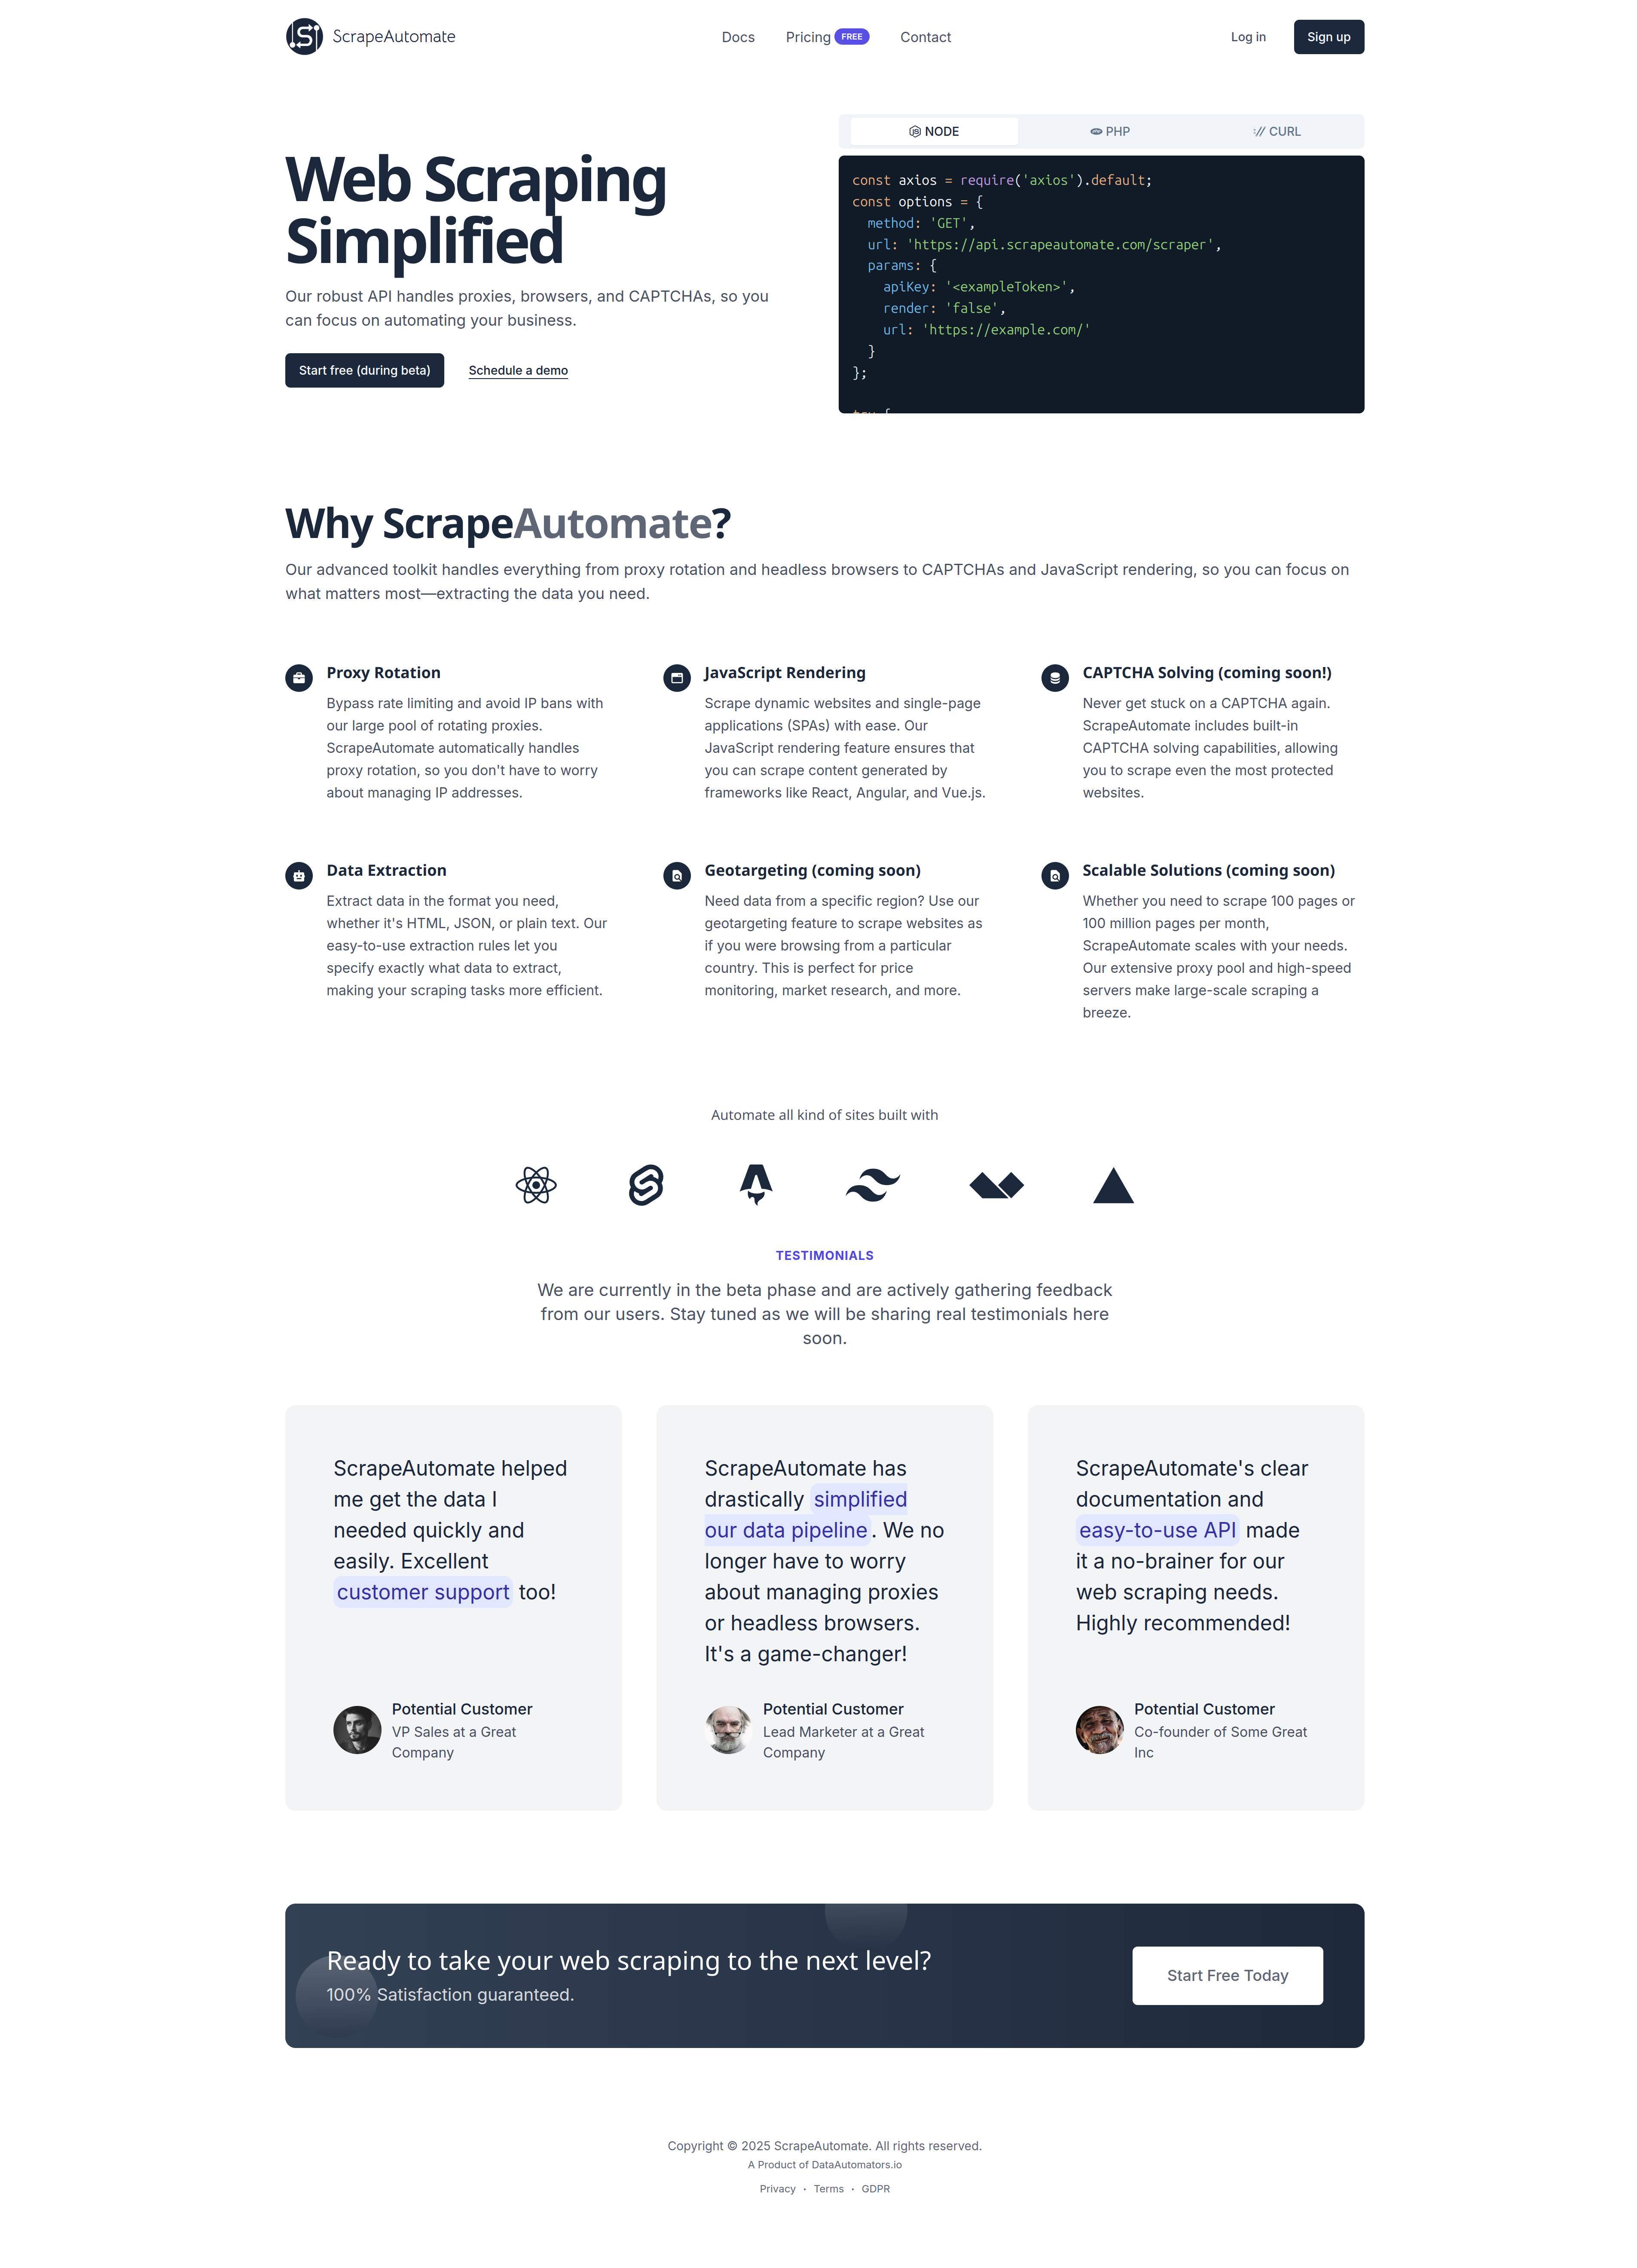 ScrapeAutomate
Docs
Pricing FREE
Contact
Log in
Sign up
Web Scraping
Simplified
Our robust API handles proxies, browsers, and CAPTCHAs, so you
can focus on automating your business.
Start free (during beta)
Schedule a demo
NODE
PHP
CURL
const axios = require('axios').default;
const options = {
method: 'GET',
url: 'https://api.scrapeautomate.com/scraper',
params: {
apiKey: '<exampleToken>',
render: 'false',
url: 'https://example.com/'
}
};
Why ScrapeAutomate?
Our advanced toolkit handles everything from proxy rotation and headless browsers to CAPTCHAs and JavaScript rendering, so you can focus on
what matters most—extracting the data you need.
Proxy Rotation
Bypass rate limiting and avoid IP bans with
our large pool of rotating proxies.
ScrapeAutomate automatically handles
proxy rotation, so you don't have to worry
about managing IP addresses.
JavaScript Rendering
Scrape dynamic websites and single-page
applications (SPAs) with ease. Our
JavaScript rendering feature ensures that
you can scrape content generated by
frameworks like React, Angular, and Vue.js.
CAPTCHA Solving (coming soon!)
Never get stuck on a CAPTCHA again.
ScrapeAutomate includes built-in
CAPTCHA solving capabilities, allowing
you to scrape even the most protected
websites.
Data Extraction
Extract data in the format you need,
whether it's HTML, JSON, or plain text. Our
easy-to-use extraction rules let you
specify exactly what data to extract,
making your scraping tasks more efficient.
Geotargeting (coming soon)
Need data from a specific region? Use our
geotargeting feature to scrape websites as
if you were browsing from a particular
country. This is perfect for price
monitoring, market research, and more.
Scalable Solutions (coming soon)
Whether you need to scrape 100 pages or
100 million pages per month,
ScrapeAutomate scales with your needs.
Our extensive proxy pool and high-speed
servers make large-scale scraping a
breeze.
Automate all kind of sites built with
TESTIMONIALS
We are currently in the beta phase and are actively gathering feedback
from our users. Stay tuned as we will be sharing real testimonials here
soon.
ScrapeAutomate helped
me get the data I
needed quickly and
easily. Excellent
customer support too!
Potential Customer
VP Sales at a Great
Company
ScrapeAutomate has
drastically simplified
our data pipeline. We no
longer have to worry
about managing proxies
or headless browsers.
It's a game-changer!
Potential Customer
Lead Marketer at a Great
Company
ScrapeAutomate's clear
documentation and
easy-to-use API made
it a no-brainer for our
web scraping needs.
Highly recommended!
Potential Customer
Co-founder of Some Great
Inc
Ready to take your web scraping to the next level?
100% Satisfaction guaranteed.
Start Free Today
Copyright © 2025 ScrapeAutomate. All rights reserved.
A Product of DataAutomators.io
Privacy • Terms • GDPR